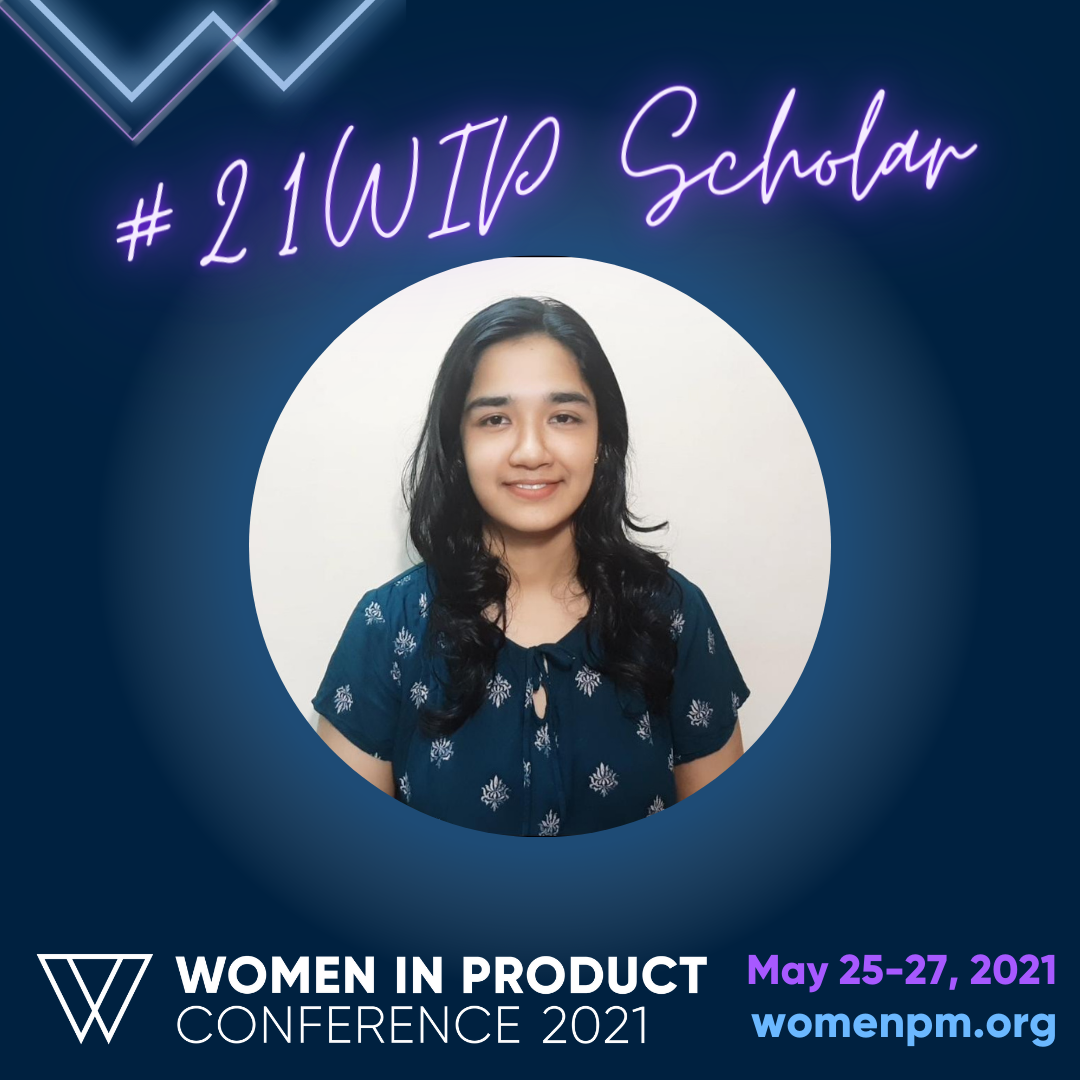 #21WIP Scholar
WOMEN IN PRODUCT
CONFERENCE 2021
May 25-27, 2021
womenpm.org